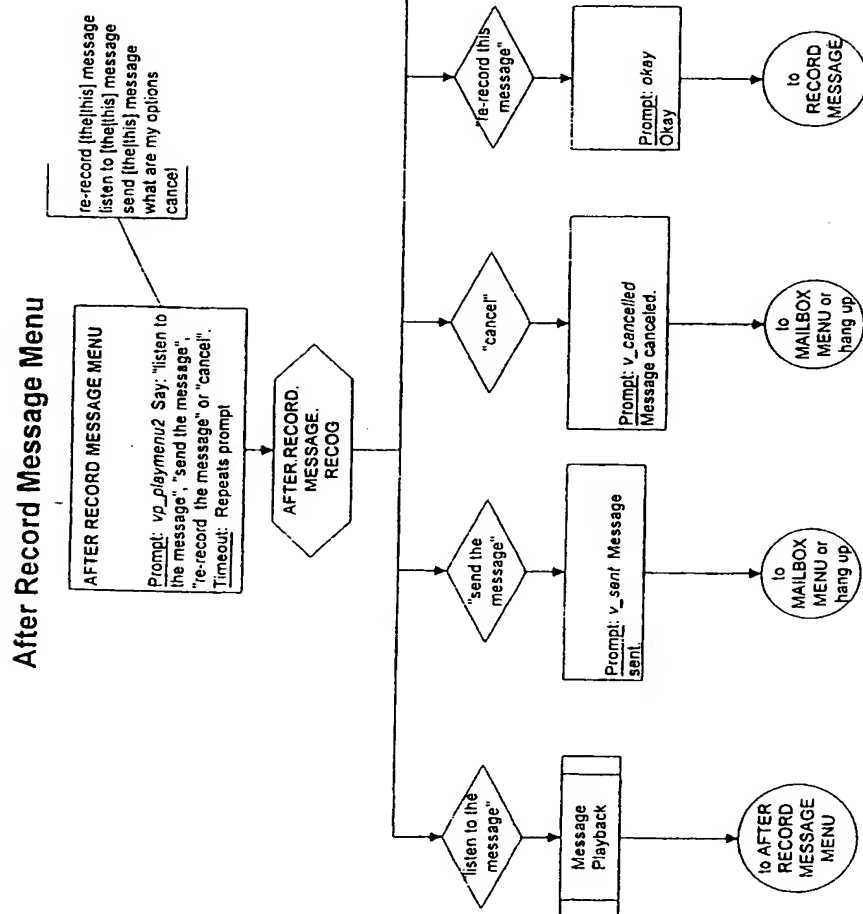 After Record Message Menu
AFTER RECORD MESSAGE MENU
Prompt: vp_playmenu2 Say: "listen to
the message", "send the message",
"re-record the message" or "cancel".
Timeout: Repeats prompt
re-record [the|this] message
listen to [the|this] message
send [the|this] message
what are my options
cancel
AFTER.RECORD.
MESSAGE.
RECOG
"listen to the
message"
"send the
message"
"cancel"
"re-record this
message"
Message
Playback
Prompt: v_sent Message
sent.
Prompt: v_cancelled
Message canceled.
Prompt: okay
Okay
to AFTER
RECORD
MESSAGE
MENU
to
MAILBOX
MENU or
hang up
to
MAILBOX
MENU or
hang up
to
RECORD
MESSAGE